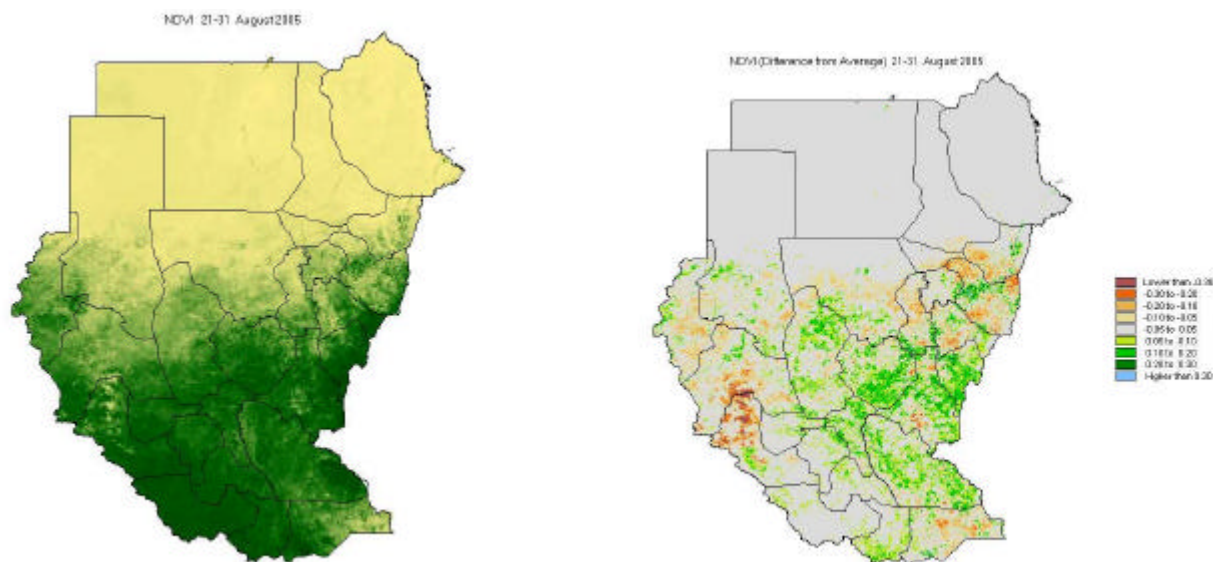 NDVI 21-31 August 2005
NDVI (Difference from Average) 21-31 August 2005
Lower than -0.30
-0.30 to -0.20
-0.20 to -0.10
-0.10 to -0.05
-0.05 to 0.05
0.05 to 0.10
0.10 to 0.20
0.20 to 0.30
Higher than 0.30